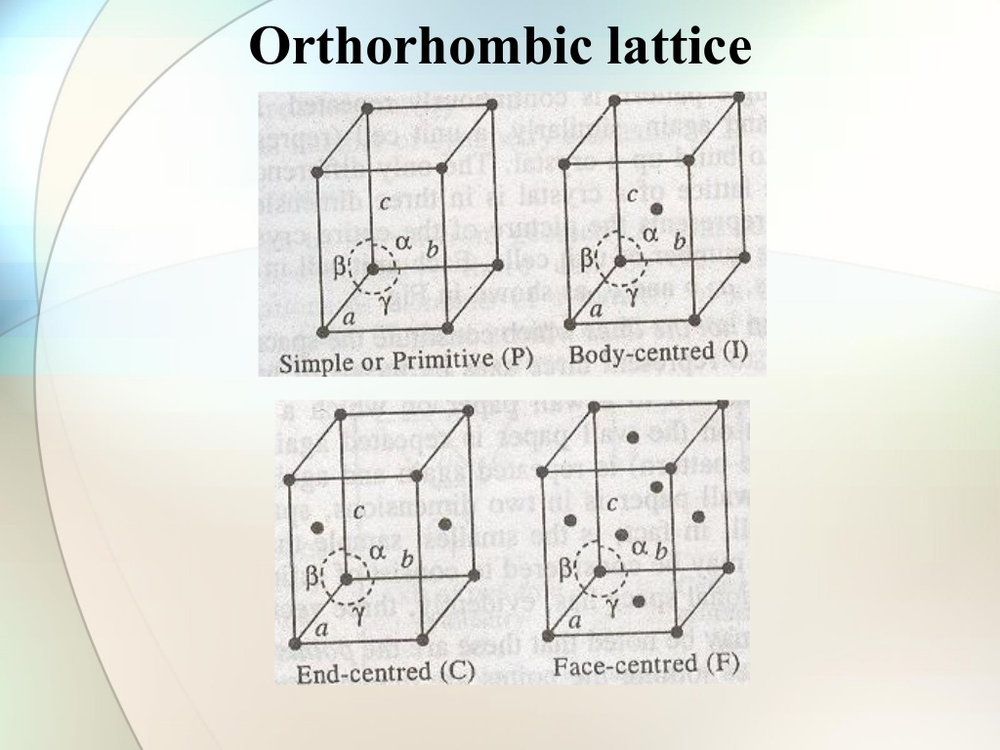 Orthorhombic lattice
c
α
b
β
γ
a
Simple or Primitive (P)
c
α
b
β
γ
a
Body-centred (I)
c
α
b
β
γ
a
End-centred (C)
c
α
b
β
γ
a
Face-centred (F)